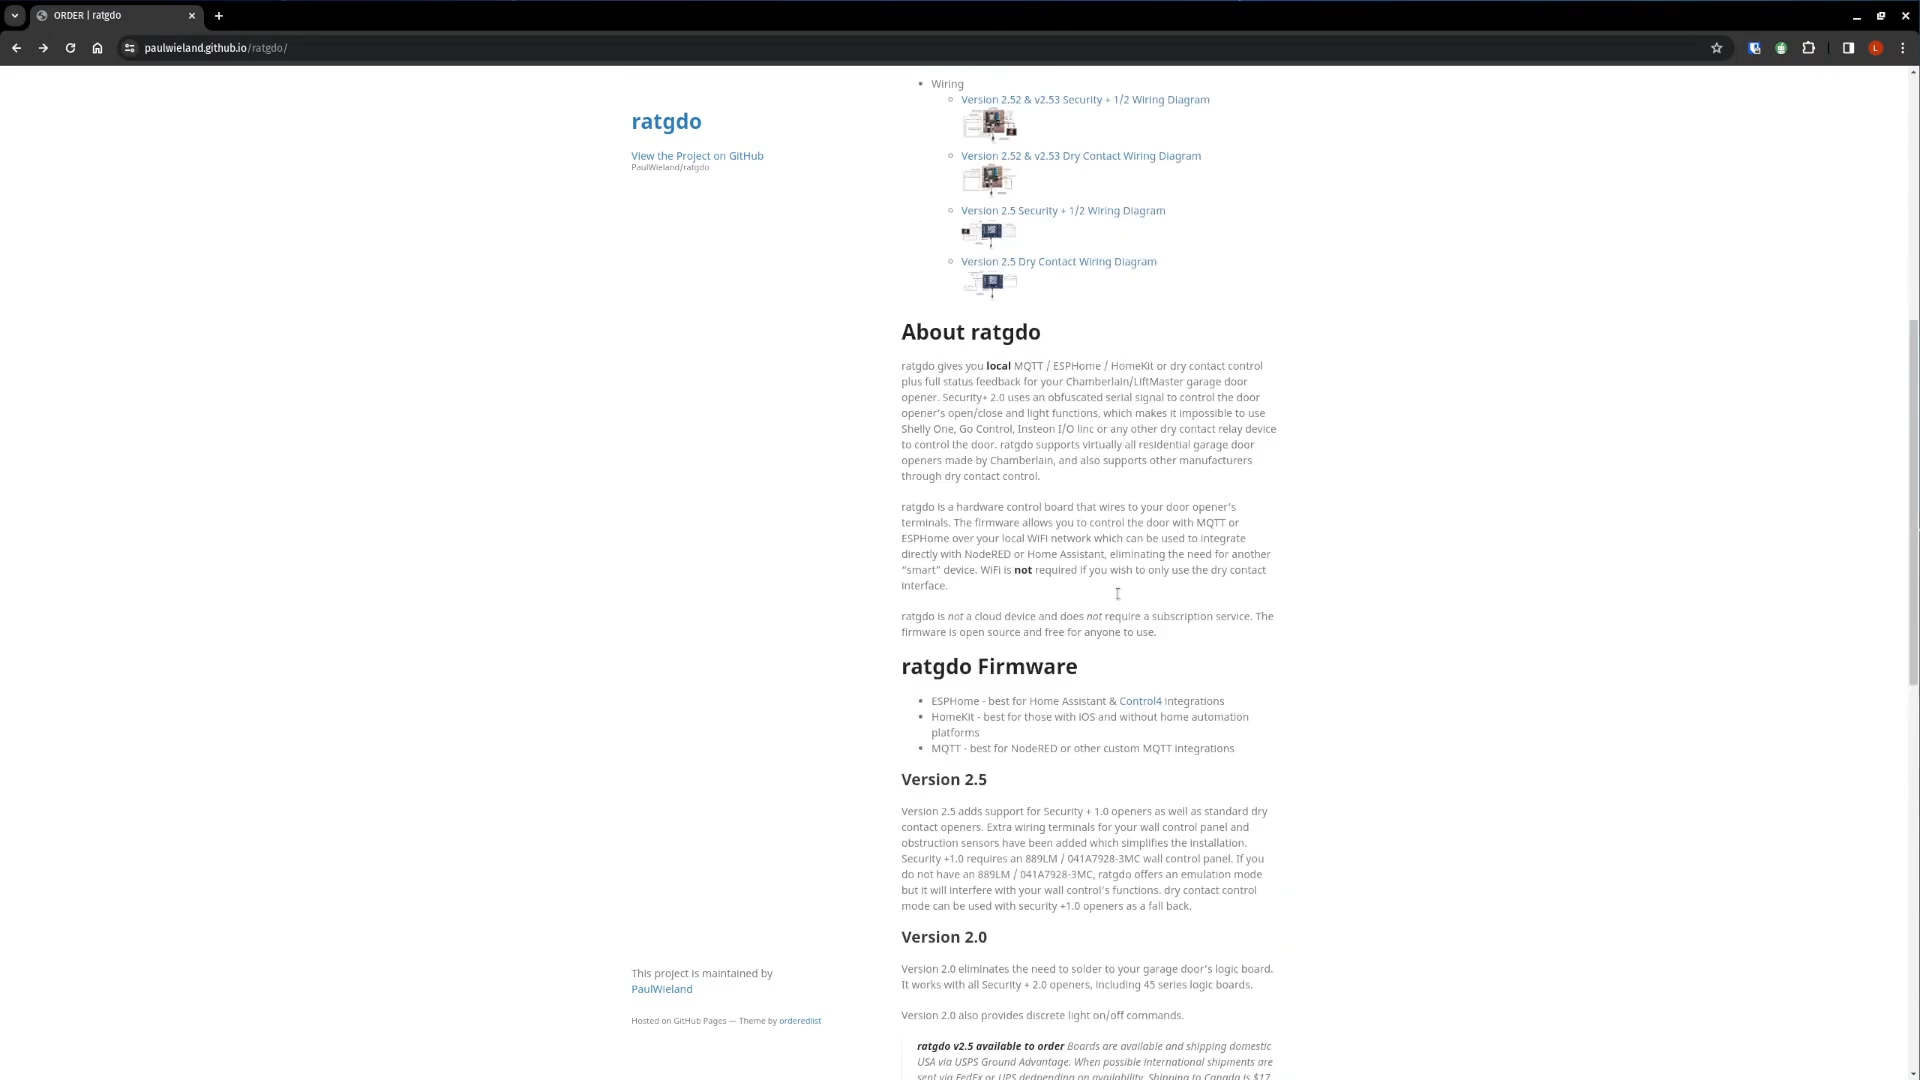 ORDER | ratgdo
paulwieland.github.io/ratgdo/
L
ratgdo
View the Project on GitHub
PaulWieland/ratgdo
Wiring
Version 2.52 & v2.53 Security + 1/2 Wiring Diagram
Version 2.52 & v2.53 Dry Contact Wiring Diagram
Version 2.5 Security + 1/2 Wiring Diagram
Version 2.5 Dry Contact Wiring Diagram
About ratgdo
ratgdo gives you local MQTT / ESPHome / HomeKit or dry contact control
plus full status feedback for your Chamberlain/LiftMaster garage door
opener. Security+ 2.0 uses an obfuscated serial signal to control the door
opener's open/close and light functions, which makes it impossible to use
Shelly One, Go Control, Insteon I/O linc or any other dry contact relay device
to control the door. ratgdo supports virtually all residential garage door
openers made by Chamberlain, and also supports other manufacturers
through dry contact control.
ratgdo is a hardware control board that wires to your door opener's
terminals. The firmware allows you to control the door with MQTT or
ESPHome over your local WiFi network which can be used to integrate
directly with NodeRED or Home Assistant, eliminating the need for another
“smart” device. WiFi is not required if you wish to only use the dry contact
interface.
ratgdo is not a cloud device and does not require a subscription service. The
firmware is open source and free for anyone to use.
ratgdo Firmware
ESPHome - best for Home Assistant & Control4 integrations
HomeKit - best for those with iOS and without home automation
platforms
MQTT - best for NodeRED or other custom MQTT integrations
Version 2.5
Version 2.5 adds support for Security + 1.0 openers as well as standard dry
contact openers. Extra wiring terminals for your wall control panel and
obstruction sensors have been added which simplifies the installation.
Security +1.0 requires an 889LM / 041A7928-3MC wall control panel. If you
do not have an 889LM / 041A7928-3MC, ratgdo offers an emulation mode
but it will interfere with your wall control's functions. dry contact control
mode can be used with security +1.0 openers as a fall back.
Version 2.0
Version 2.0 eliminates the need to solder to your garage door's logic board.
It works with all Security + 2.0 openers, including 45 series logic boards.
Version 2.0 also provides discrete light on/off commands.
ratgdo v2.5 available to order Boards are available and shipping domestic
USA via USPS Ground Advantage. When possible international shipments are
sent via FedEx or UPS dedpending on availability. Shipping to Canada is $17,
This project is maintained by
PaulWieland
Hosted on GitHub Pages — Theme by orderedlist